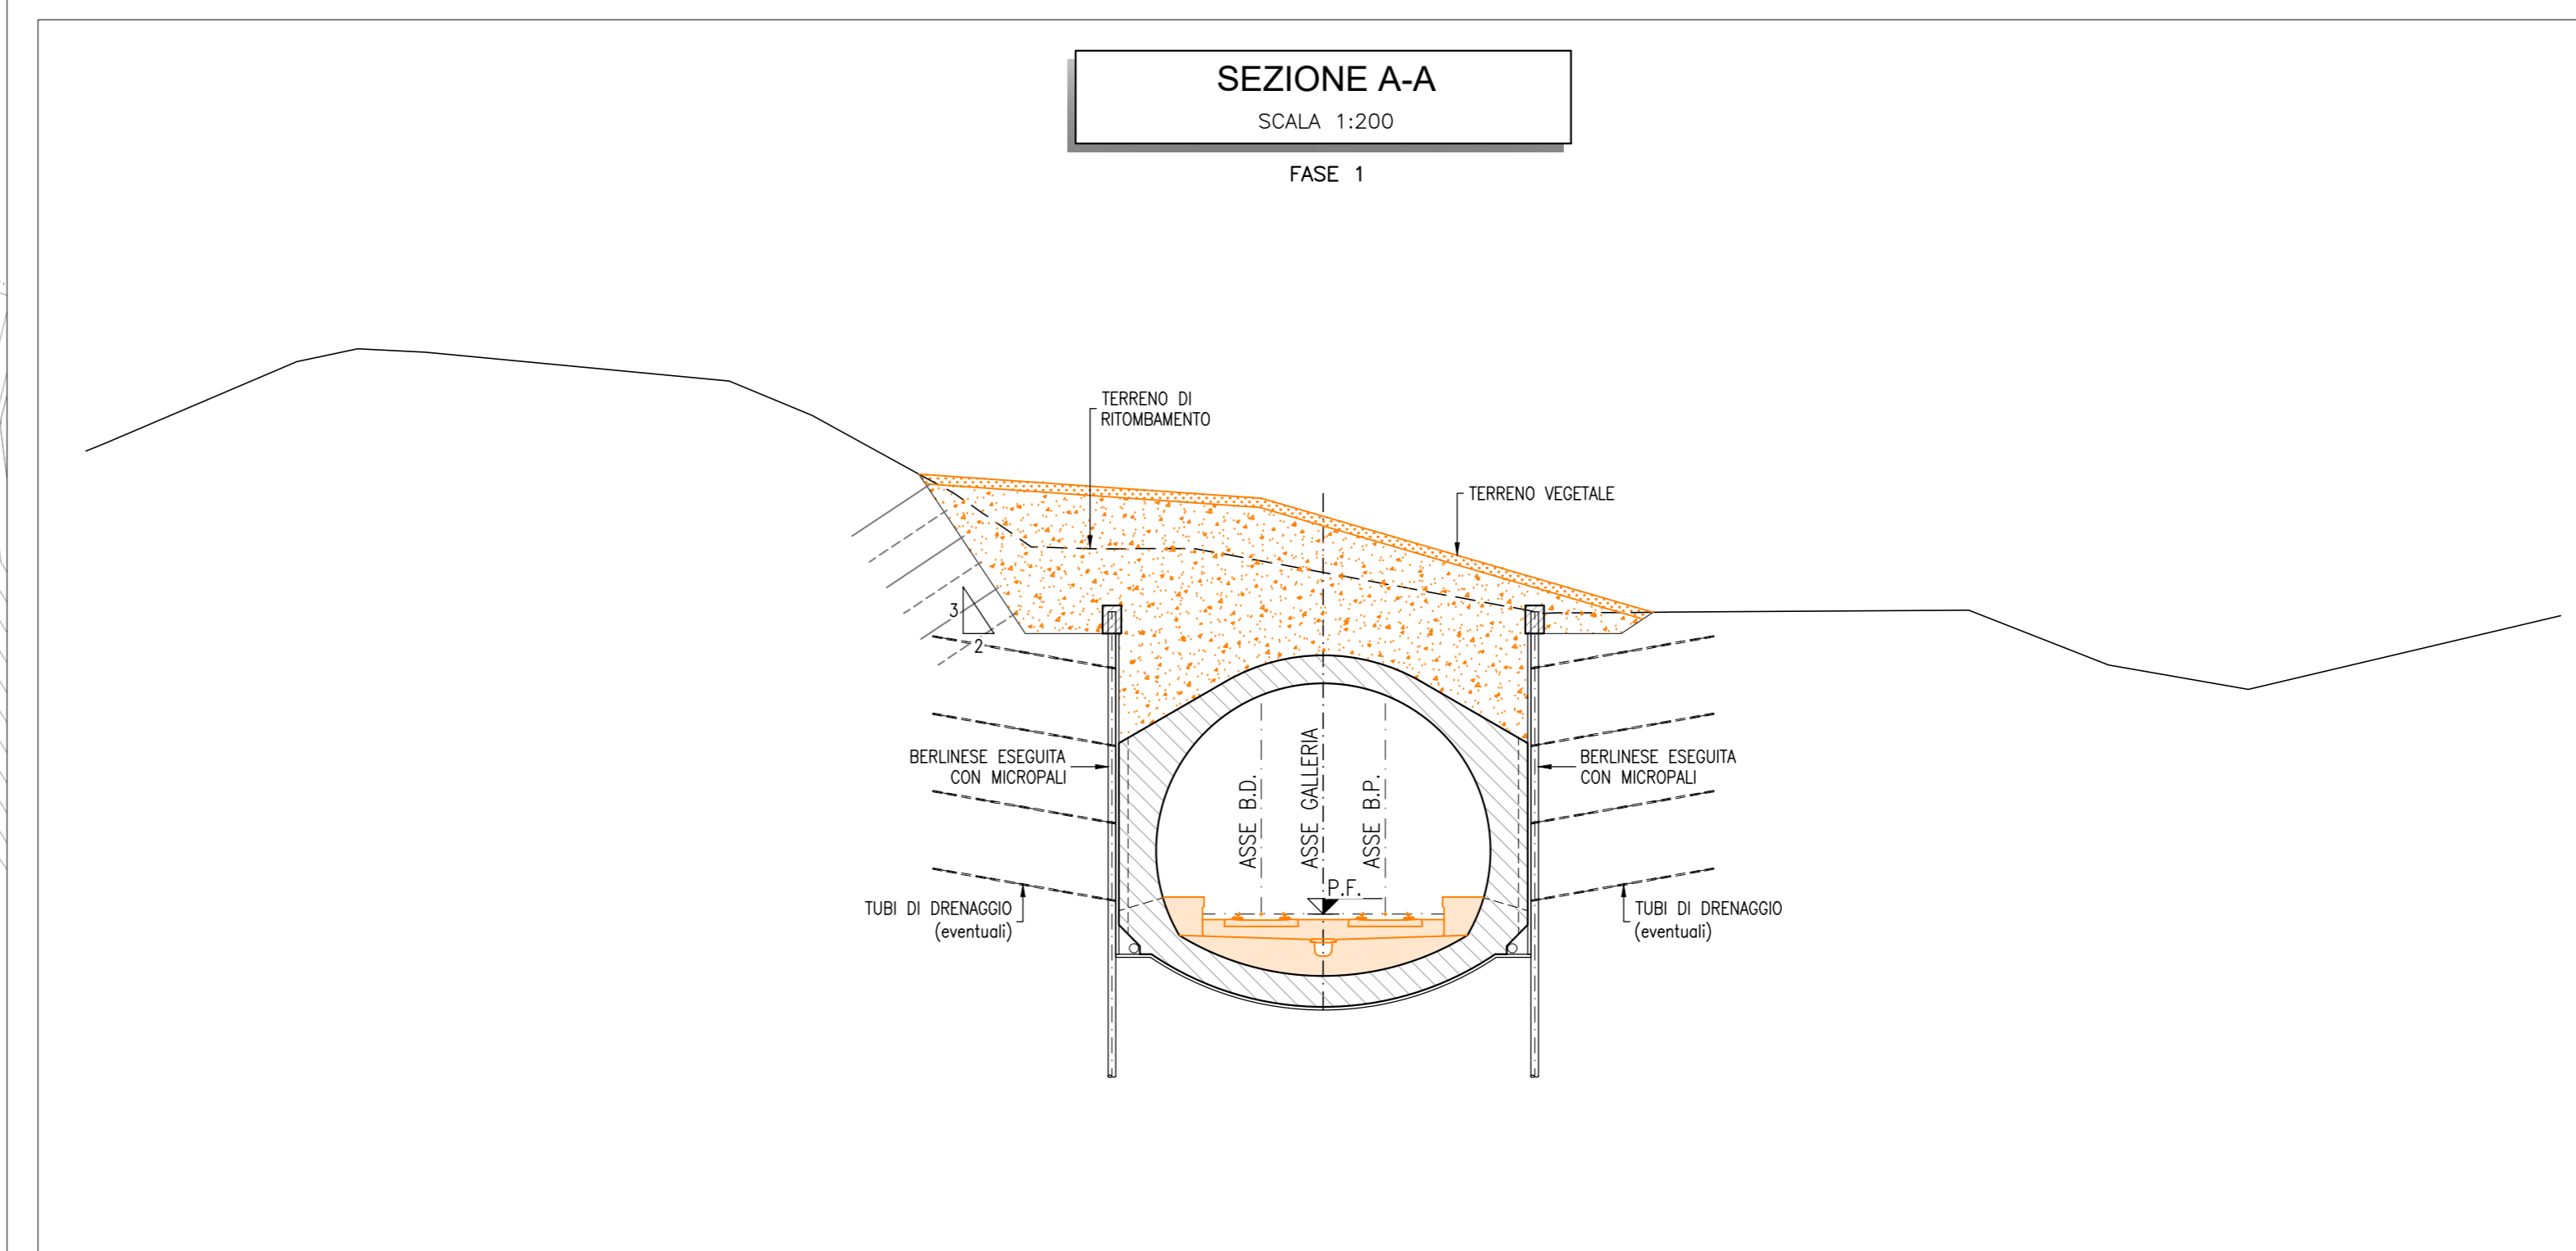 SEZIONE A-A
SCALA 1:200
FASE 1
TERRENO DI
RITOMBAMENTO
TERRENO VEGETALE
3
2
BERLINESE ESEGUITA
CON MICROPALI
ASSE B.D.
ASSE GALLERIA
ASSE B.P.
BERLINESE ESEGUITA
CON MICROPALI
P.F.
TUBI DI DRENAGGIO
(eventuali)
TUBI DI DRENAGGIO
(eventuali)